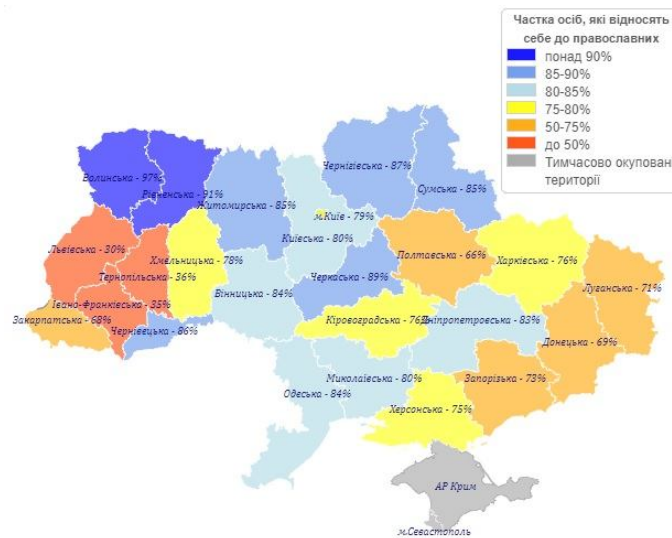 Частка осіб, які відносять
себе до православних
понад 90%
85-90%
80-85%
75-80%
50-75%
до 50%
Тимчасово окупован
території
Волинська - 97%
Рівненська - 91%
Житомирська - 85%
Чернігівська - 87%
Сумська - 85%
м.Київ - 79%
Київська - 80%
Львівська - 30%
Тернопільська - 36%
Хмельницька - 78%
Вінницька - 84%
Черкаська - 89%
Полтавська - 66%
Харківська - 76%
Луганська - 71%
Івано-Франківська - 35%
Закарпатська - 68%
Чернівецька - 86%
Кіровоградська - 76%
Дніпропетровська - 83%
Донецька - 69%
Одеська - 84%
Миколаївська - 80%
Запорізька - 73%
Херсонська - 75%
АР Крим
м.Севастополь